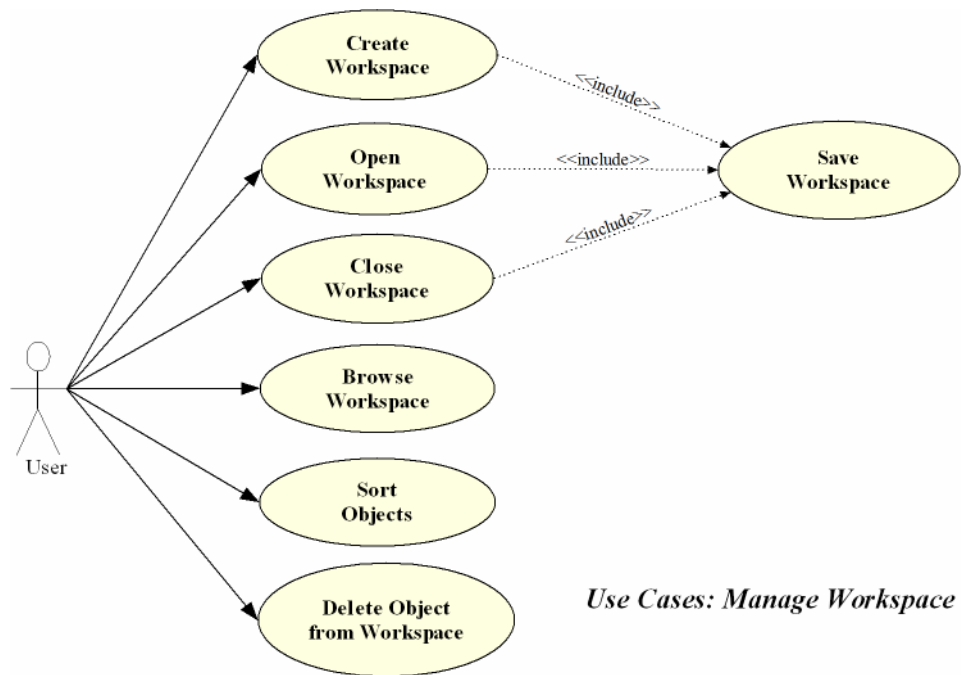 Create
Workspace
<<include>>
Open
Workspace
<<include>>
Save
Workspace
<<include>>
Close
Workspace
Browse
Workspace
User
Sort
Objects
Delete Object
from Workspace
Use Cases: Manage Workspace